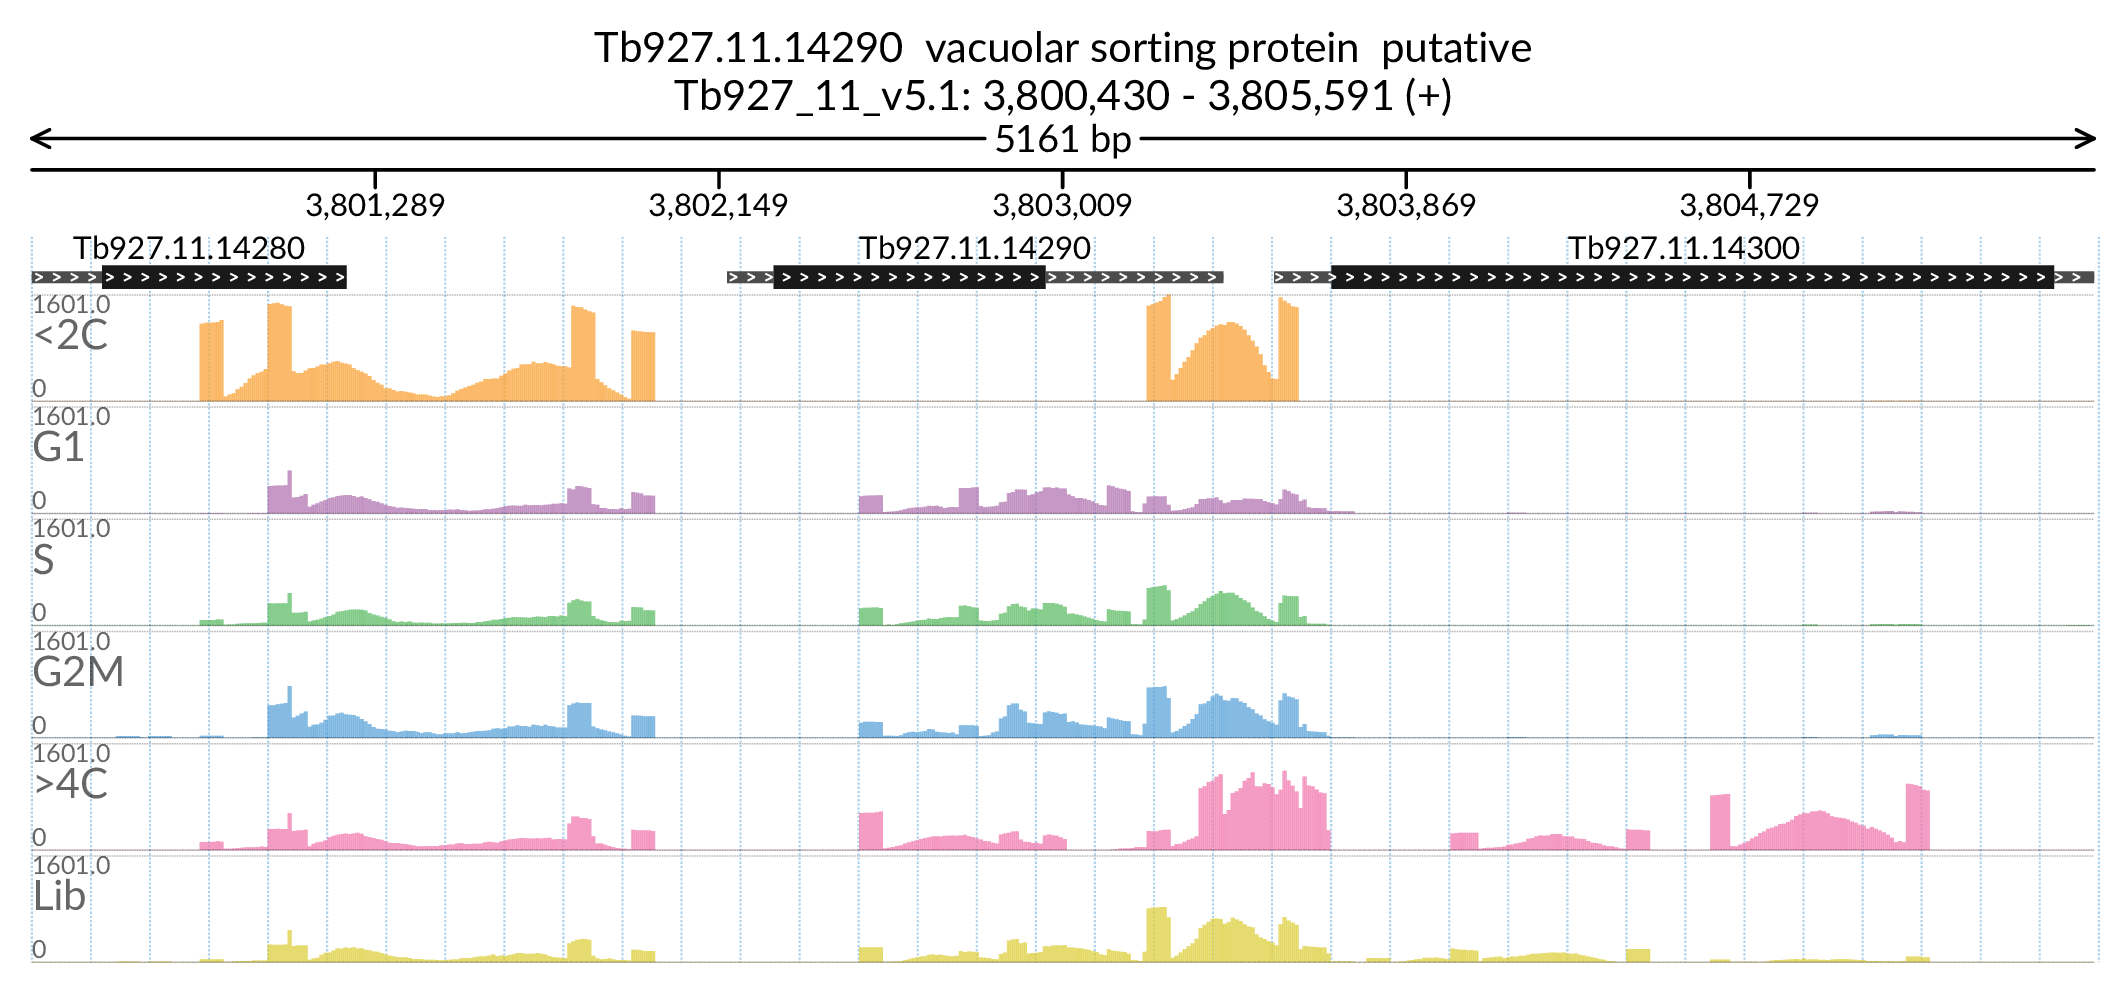 Tb927.11.14290  vacuolar sorting protein  putative
Tb927_11_v5.1: 3,800,430 - 3,805,591 (+)
5161 bp
3,801,289 3,802,149 3,803,009 3,803,869 3,804,729
Tb927.11.14280 Tb927.11.14290 Tb927.11.14300
1601.0
<2C
0
1601.0
G1
0
1601.0
S
0
1601.0
G2M
0
1601.0
>4C
0
1601.0
Lib
0